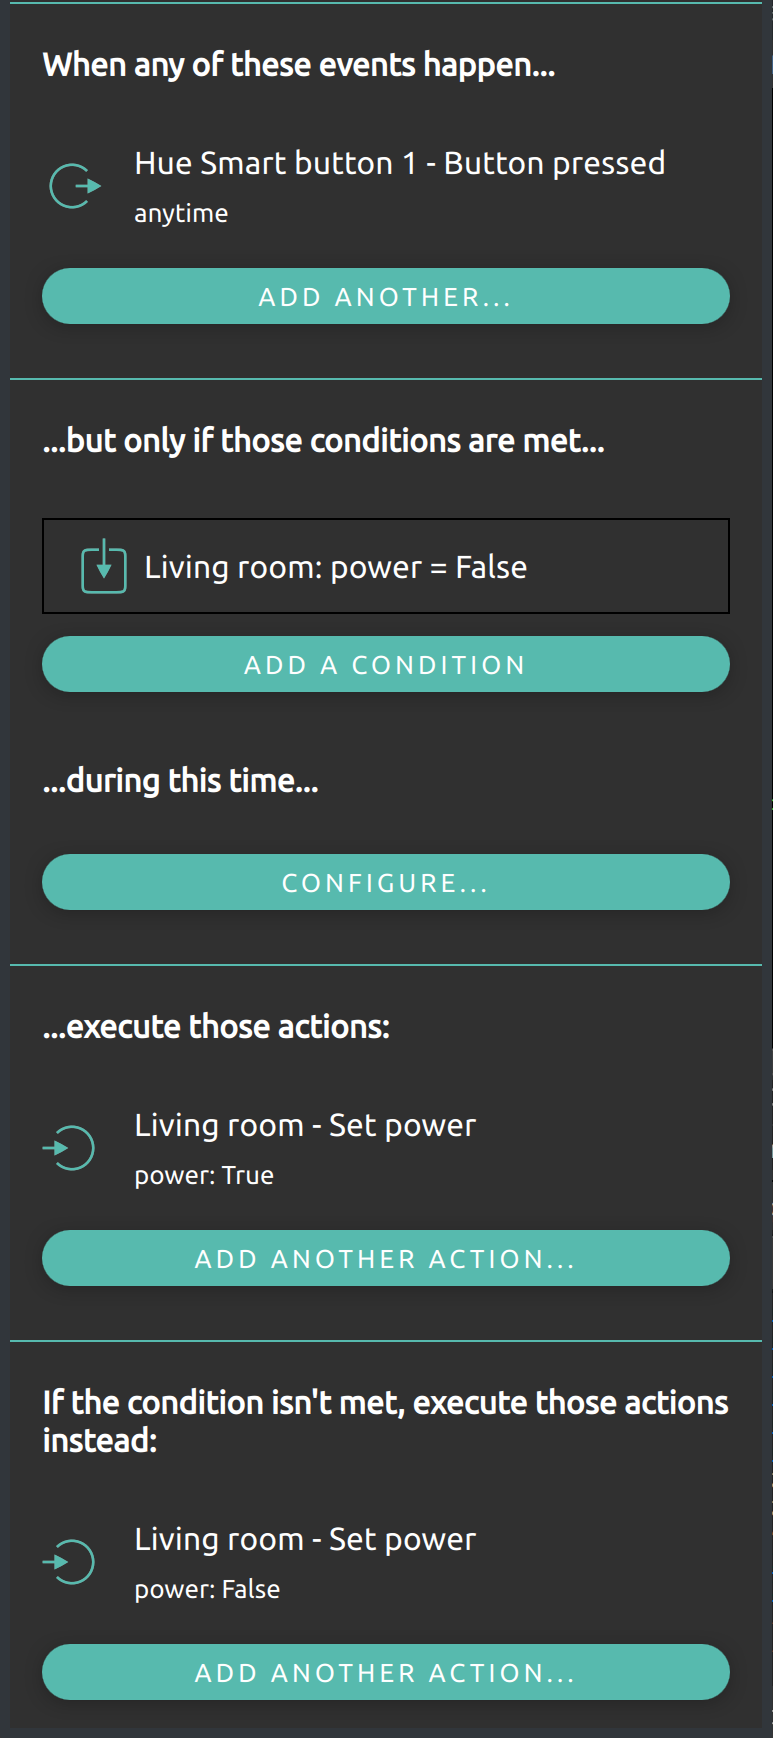 When any of these events happen...
Hue Smart button 1 - Button pressed
anytime
ADD ANOTHER...
...but only if those conditions are met...
Living room: power = False
ADD A CONDITION
...during this time...
CONFIGURE...
...execute those actions:
Living room - Set power
power: True
ADD ANOTHER ACTION...
If the condition isn't met, execute those actions
instead:
Living room - Set power
power: False
ADD ANOTHER ACTION...